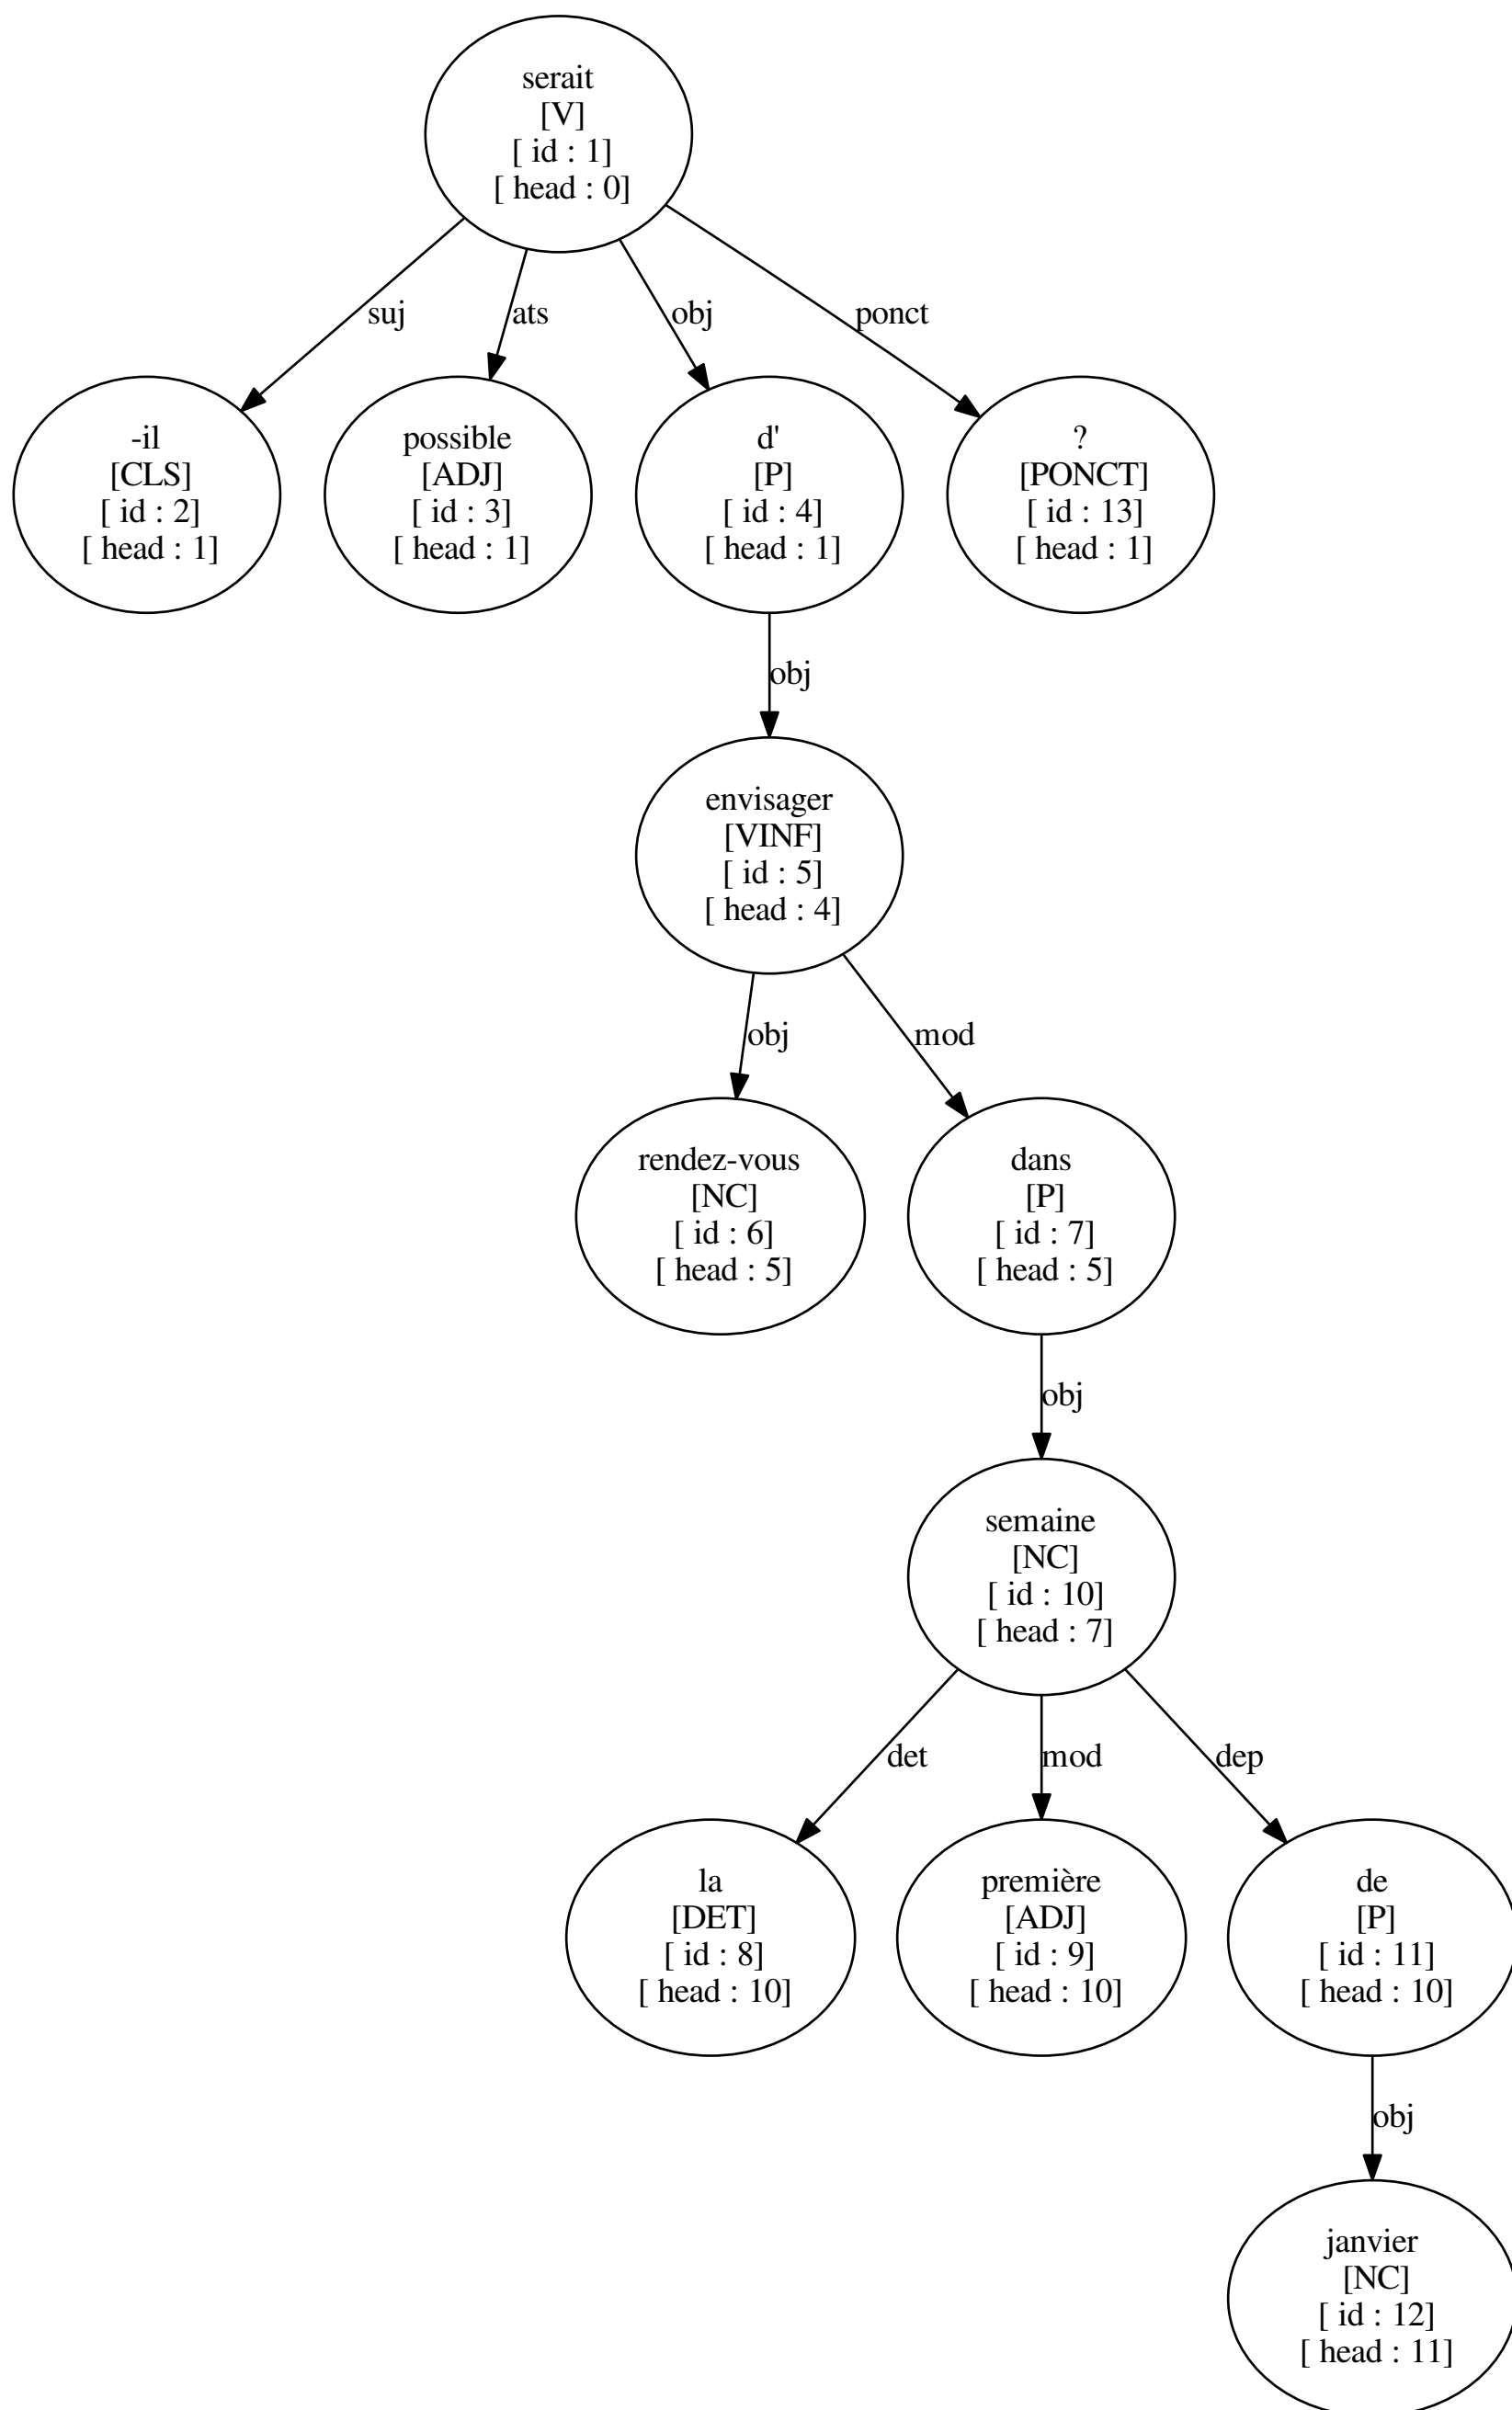 serait
[V]
[ id : 1]
[ head : 0]
suj
ats
obj
ponct
-il
[CLS]
[ id : 2]
[ head : 1]
possible
[ADJ]
[ id : 3]
[ head : 1]
d'
[P]
[ id : 4]
[ head : 1]
?
[PONCT]
[ id : 13]
[ head : 1]
obj
envisager
[VINF]
[ id : 5]
[ head : 4]
obj
mod
rendez-vous
[NC]
[ id : 6]
[ head : 5]
dans
[P]
[ id : 7]
[ head : 5]
obj
semaine
[NC]
[ id : 10]
[ head : 7]
det
mod
dep
la
[DET]
[ id : 8]
[ head : 10]
première
[ADJ]
[ id : 9]
[ head : 10]
de
[P]
[ id : 11]
[ head : 10]
obj
janvier
[NC]
[ id : 12]
[ head : 11]